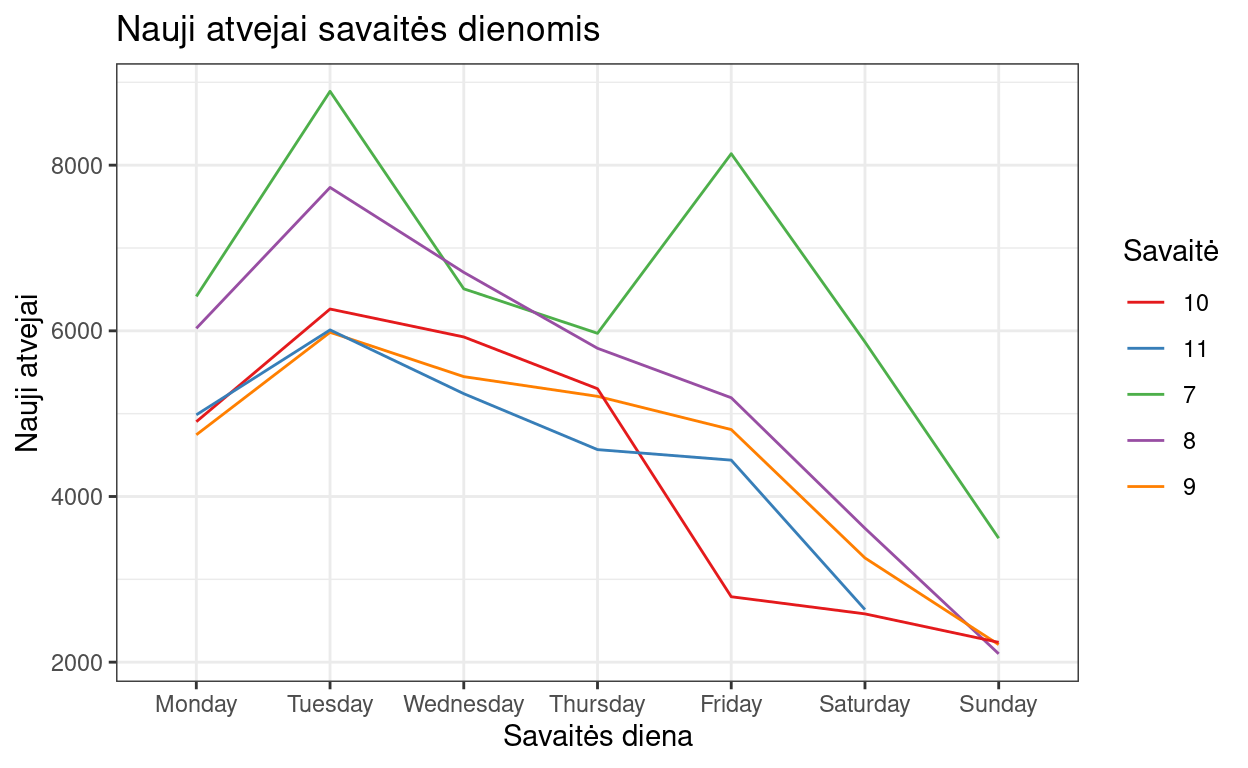 Nauji atvejai savaitės dienomis
Nauji atvejai
8000
6000
4000
2000
Monday Tuesday Wednesday Thursday Friday Saturday Sunday
Savaitės diena
Savaitė
10
11
7
8
9